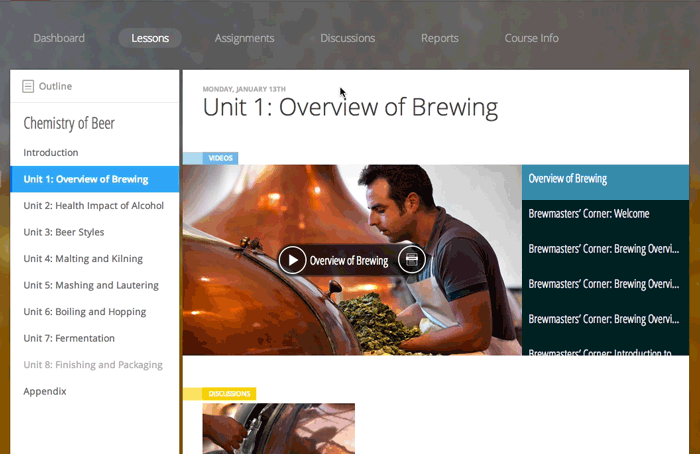 Dashboard
Lessons
Assignments
Discussions
Reports
Course Info
Outline
Chemistry of Beer
Introduction
Unit 1: Overview of Brewing
Unit 2: Health Impact of Alcohol
Unit 3: Beer Styles
Unit 4: Malting and Kilning
Unit 5: Mashing and Lautering
Unit 6: Boiling and Hopping
Unit 7: Fermentation
Unit 8: Finishing and Packaging
Appendix
MONDAY, JANUARY 13TH
Unit 1: Overview of Brewing
VIDEOS
Overview of Brewing
Overview of Brewing
Brewmasters' Corner: Welcome
Brewmasters' Corner: Brewing Overvi...
Brewmasters' Corner: Brewing Overvi...
Brewmasters' Corner: Brewing Overvi...
Brewmasters' Corner: Introduction to...
DISCUSSIONS